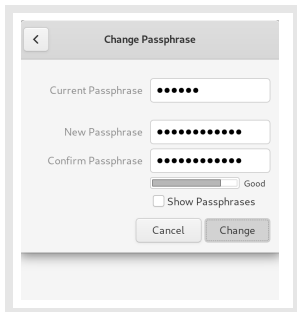 Change Passphrase
Current Passphrase ●●●●●●
New Passphrase ●●●●●●●●●●●●
Confirm Passphrase ●●●●●●●●●●●●
Good
Show Passphrases
Cancel Change